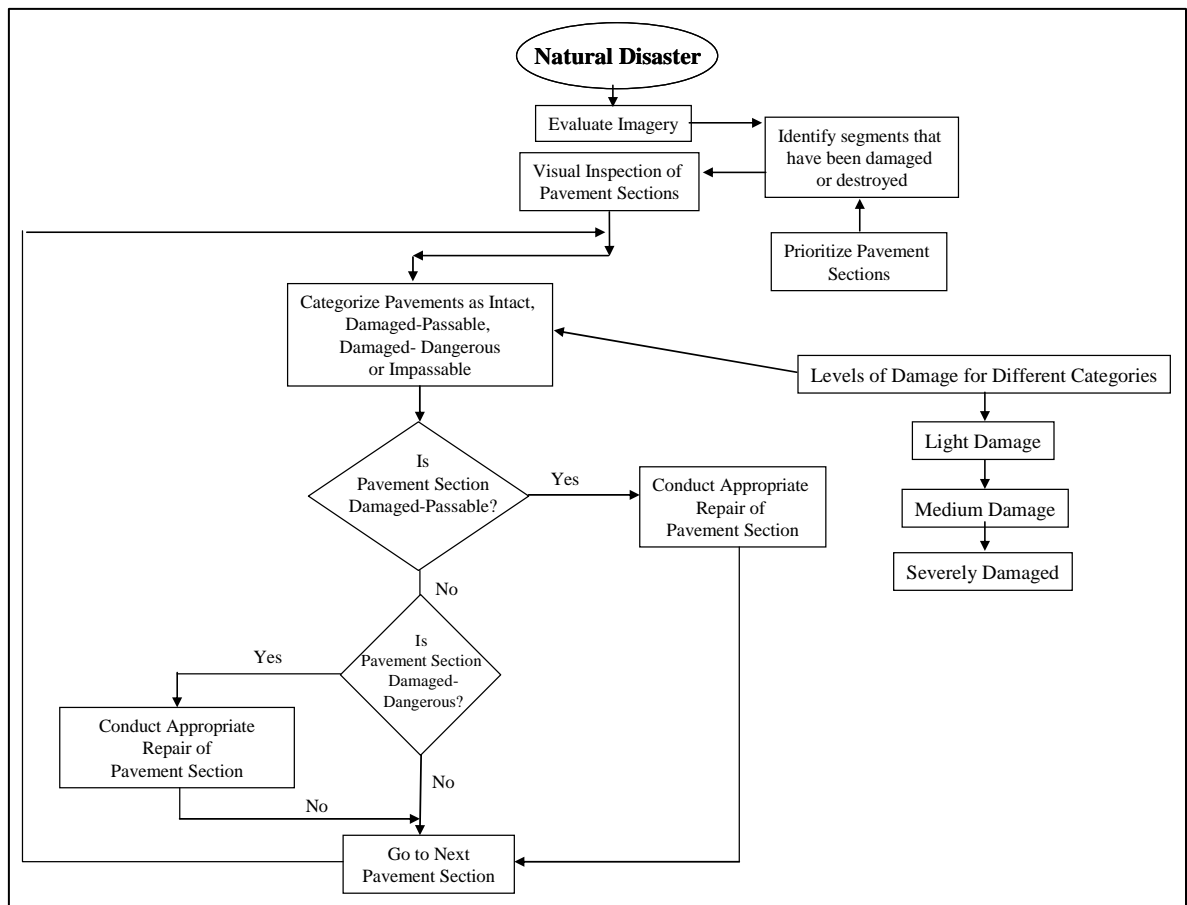 Natural Disaster
Evaluate Imagery
Identify segments that
have been damaged
or destroyed
Visual Inspection of
Pavement Sections
Prioritize Pavement
Sections
Categorize Pavements as Intact,
Damaged-Passable,
Damaged- Dangerous
or Impassable
Levels of Damage for Different Categories
Light Damage
Medium Damage
Severely Damaged
Is
Pavement Section
Damaged-Passable?
Yes
Conduct Appropriate
Repair of
Pavement Section
No
Is
Pavement Section
Damaged-
Dangerous?
Yes
Conduct Appropriate
Repair of
Pavement Section
No
No
Go to Next
Pavement Section